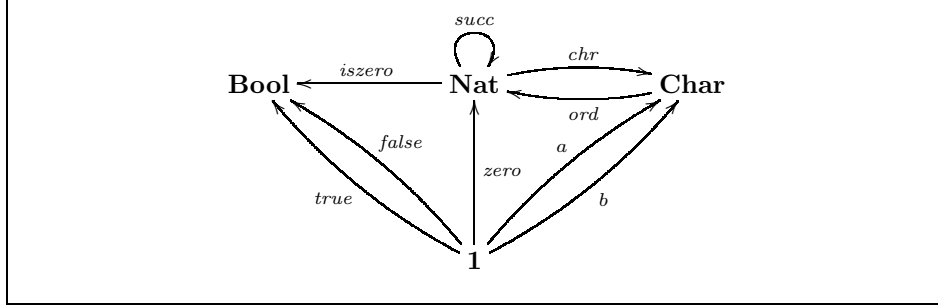 succ
iszero
chr
Bool Nat Char
ord
false
a
zero
true
b
1